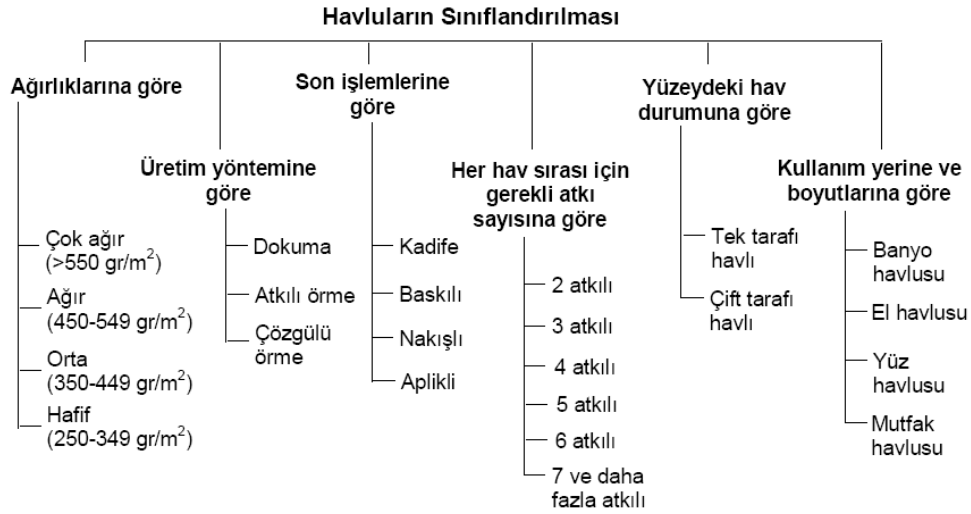 Havluların Sınıflandırılması
Ağırlıklarına göre
Çok ağır
(>550 gr/m²)
Ağır
(450-549 gr/m²)
Orta
(350-449 gr/m²)
Hafif
(250-349 gr/m²)
Üretim yöntemine
göre
Dokuma
Atkılı örme
Çözgülü
örme
Son işlemlerine
göre
Kadife
Baskılı
Nakışlı
Aplikli
Her hav sırası için
gerekli atkı
sayısına göre
2 atkılı
3 atkılı
4 atkılı
5 atkılı
6 atkılı
7 ve daha
fazla atkılı
Yüzeydeki hav
durumuna göre
Tek tarafı
havlı
Çift tarafı
havlı
Kullanım yerine ve
boyutlarına göre
Banyo
havlusu
El havlusu
Yüz
havlusu
Mutfak
havlusu